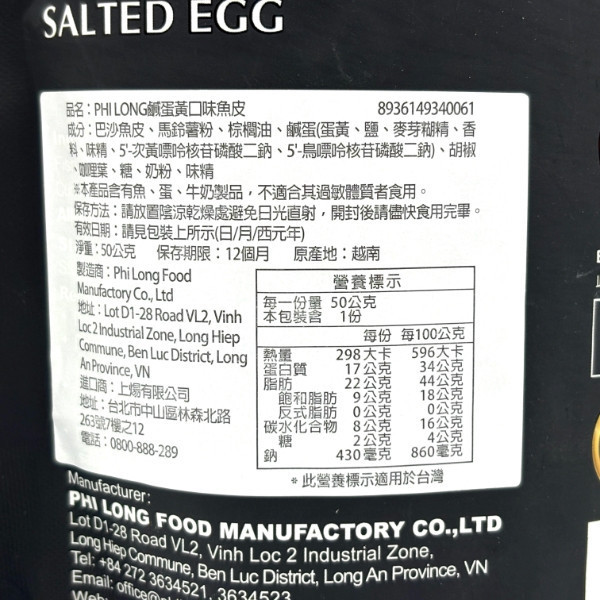 SALTED EGG
品名：PHI LONG鹹蛋黃口味魚皮 8936149340061
成分：巴沙魚皮、馬鈴薯粉、棕櫚油、鹹蛋(蛋黃、鹽、麥芽糊精、香
料、味精、5'-次黃嘌呤核苷磷酸二鈉、5'-鳥嘌呤核苷磷酸二鈉)、胡椒
、咖哩葉、糖、奶粉、味精
※本產品含有魚、蛋、牛奶製品，不適合其過敏體質者食用。
保存方法：請放置陰涼乾燥處避免日光直射，開封後請儘快食用完畢。
有效日期：請見包裝上所示(日/月/西元年)
淨重：50公克 保存期限：12個月 原產地：越南
製造商：Phi Long Food
Manufactory Co., Ltd
地址：Lot D1-28 Road VL2, Vinh
Loc 2 Industrial Zone, Long Hiep
Commune, Ben Luc District, Long
An Province, VN
進口商：上煬有限公司
地址：台北市中山區林森北路
263號7樓之12
電話：0800-888-289
營養標示
每一份量 50公克
本包裝含 1份
每份 每100公克
熱量 298大卡 596大卡
蛋白質 17公克 34公克
脂肪 22公克 44公克
飽和脂肪 9公克 18公克
反式脂肪 0公克 0公克
碳水化合物 8公克 16公克
糖 2公克 4公克
鈉 430毫克 860毫克
*此營養標示適用於台灣
Manufacturer:
PHI LONG FOOD MANUFACTORY CO.,LTD
Lot D1-28 Road VL2, Vinh Loc 2 Industrial Zone,
Long Hiep Commune, Ben Luc District, Long An Province, VN
Tel: +84 272 3634521, 3634523
Email: